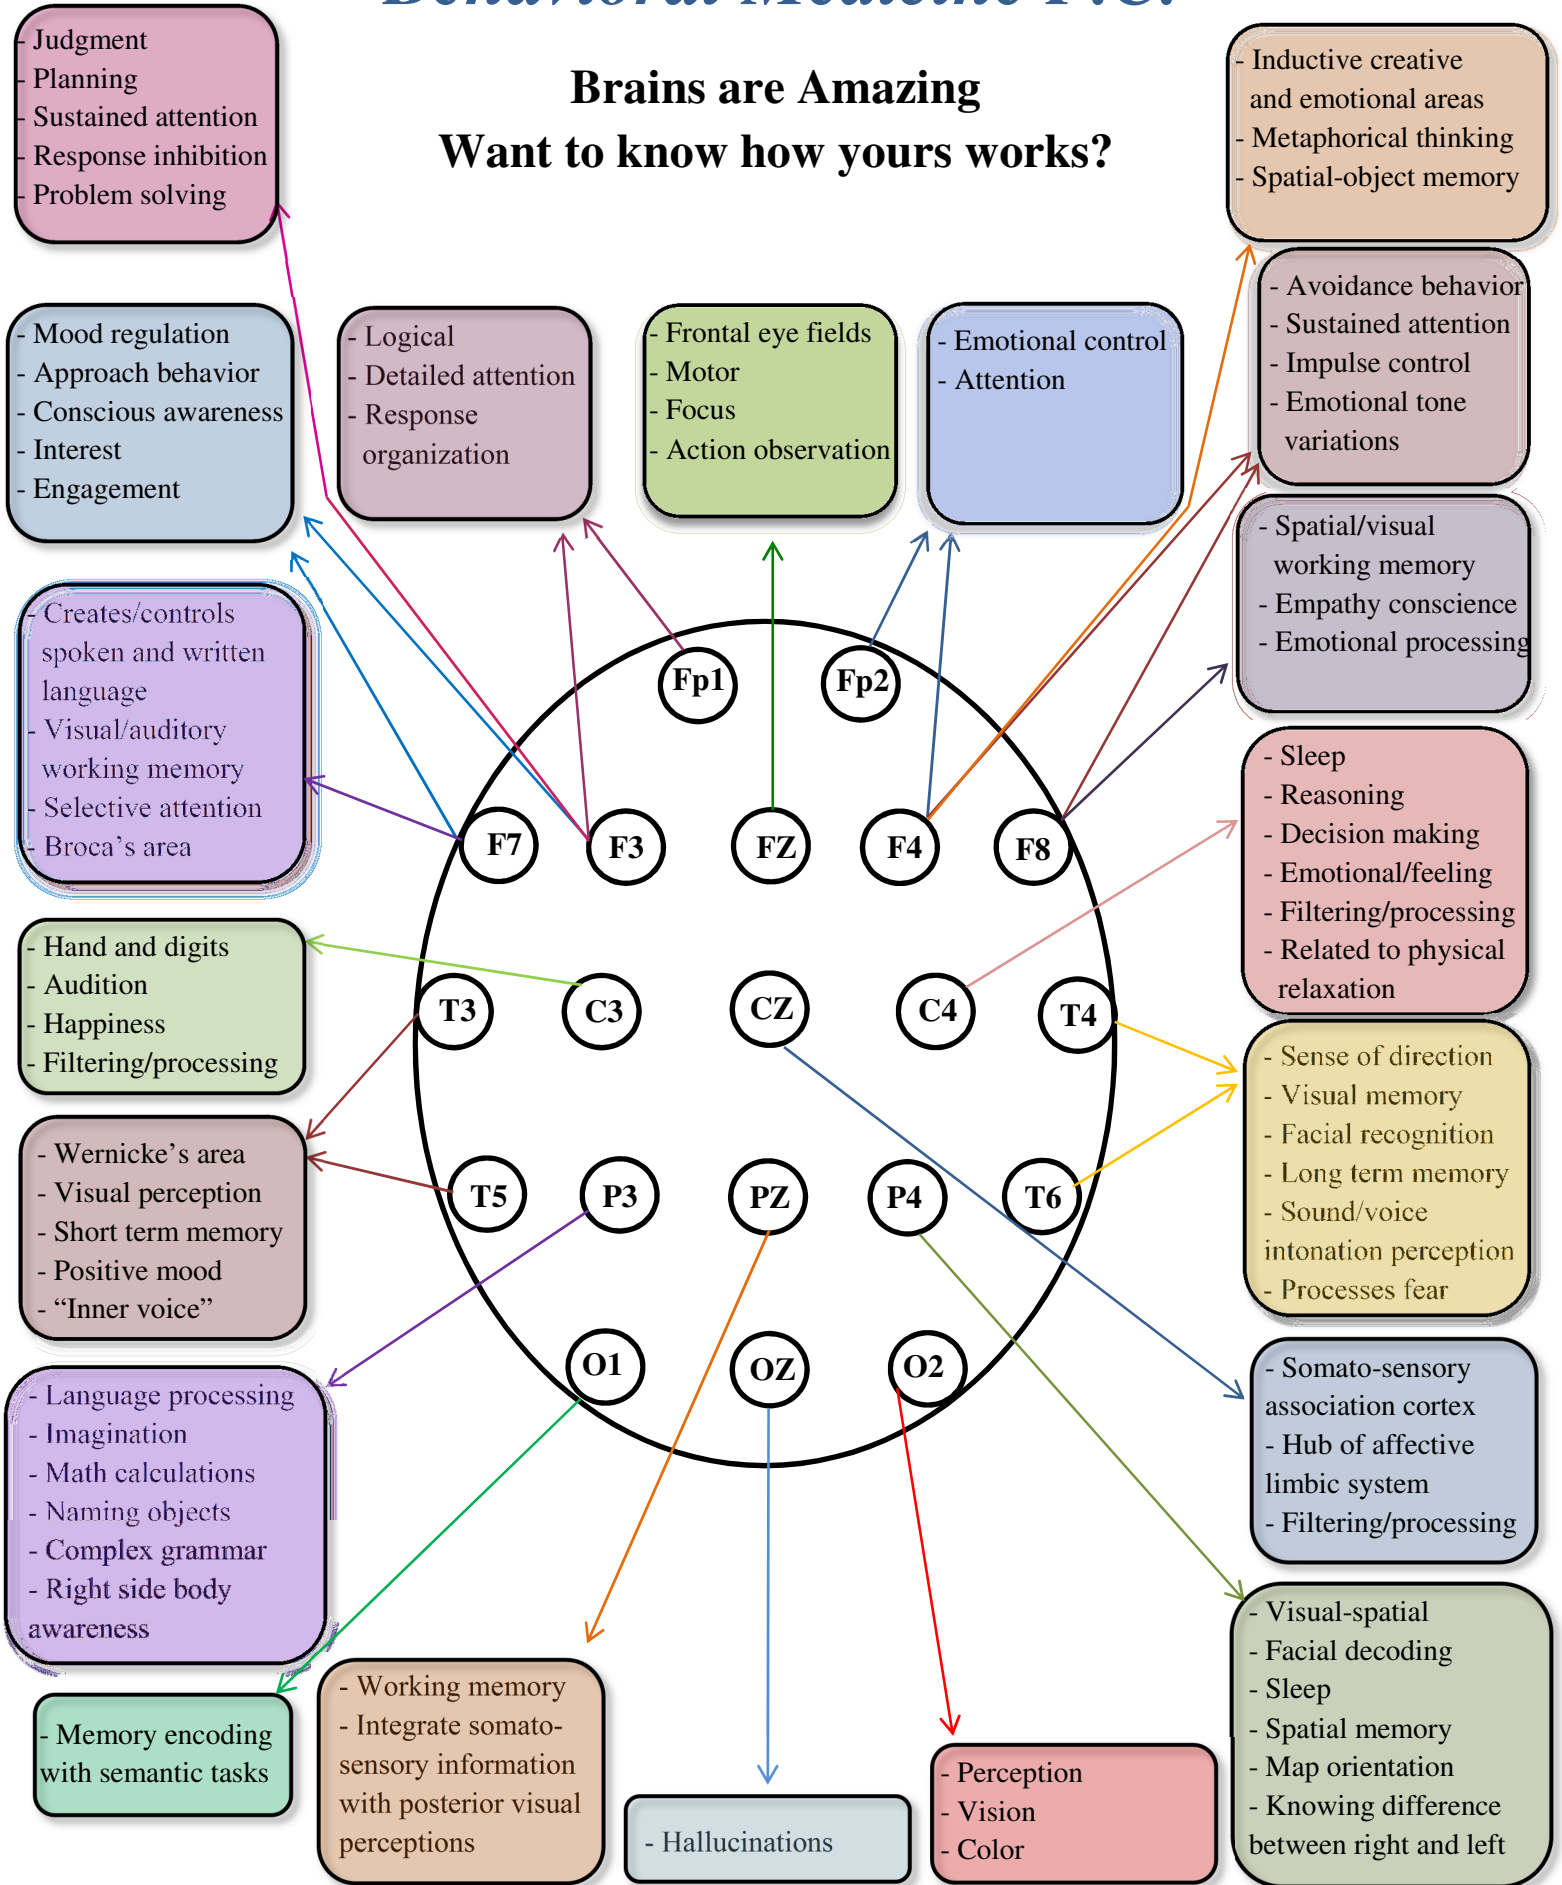 Behavioral Medicine P.C.
Brains are Amazing
Want to know how yours works?
- Judgment
- Planning
- Sustained attention
- Response inhibition
- Problem solving
- Inductive creative
and emotional areas
- Metaphorical thinking
- Spatial-object memory
- Mood regulation
- Approach behavior
- Conscious awareness
- Interest
- Engagement
- Logical
- Detailed attention
- Response
organization
- Frontal eye fields
- Motor
- Focus
- Action observation
- Emotional control
- Attention
- Avoidance behavior
- Sustained attention
- Impulse control
- Emotional tone
variations
- Spatial/visual
working memory
- Empathy conscience
- Emotional processing
- Creates/controls
spoken and written
language
- Visual/auditory
working memory
- Selective attention
- Broca’s area
- Sleep
- Reasoning
- Decision making
- Emotional/feeling
- Filtering/processing
- Related to physical
relaxation
- Hand and digits
- Audition
- Happiness
- Filtering/processing
- Sense of direction
- Visual memory
- Facial recognition
- Long term memory
- Sound/voice
intonation perception
- Processes fear
- Wernicke’s area
- Visual perception
- Short term memory
- Positive mood
- “Inner voice”
Fp1
Fp2
F7
F3
FZ
F4
F8
T3
C3
CZ
C4
T4
T5
P3
PZ
P4
T6
O1
OZ
O2
- Somato-sensory
association cortex
- Hub of affective
limbic system
- Filtering/processing
- Language processing
- Imagination
- Math calculations
- Naming objects
- Complex grammar
- Right side body
awareness
- Visual-spatial
- Facial decoding
- Sleep
- Spatial memory
- Map orientation
- Knowing difference
between right and left
- Memory encoding
with semantic tasks
- Working memory
- Integrate somato-
sensory information
with posterior visual
perceptions
- Hallucinations
- Perception
- Vision
- Color